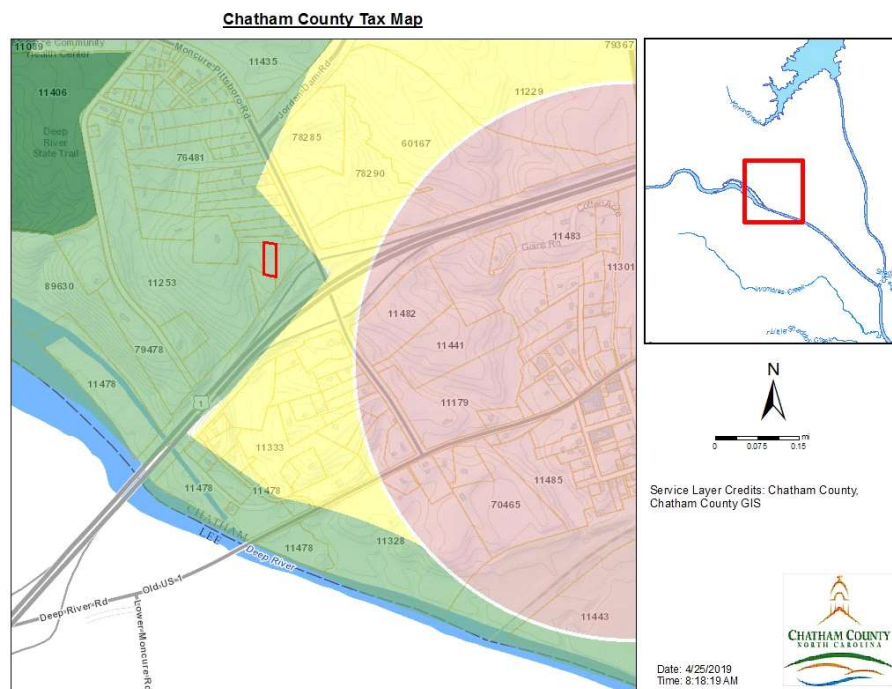 Chatham County Tax Map
11089
Community
Health Center
11406
Deep
River
State Trail
11435
Moncure-Pittsboro-Rd
Jordan-Dam-Rd
79367
11229
78285
60167
78290
76481
11253
89630
79478
11478
1
11333
11478
11478
11478
11328
11482
11441
11179
11483
11301
11485
70465
11443
CHATHAM
LEE
Deep River
Deep-River-Rd
Old-US-1
Lower-Moncure-Rd
N
0 0.075 0.15 mi
Service Layer Credits: Chatham County,
Chatham County GIS
CHATHAM COUNTY
NORTH CAROLINA
Date: 4/25/2019
Time: 8:18:19 AM